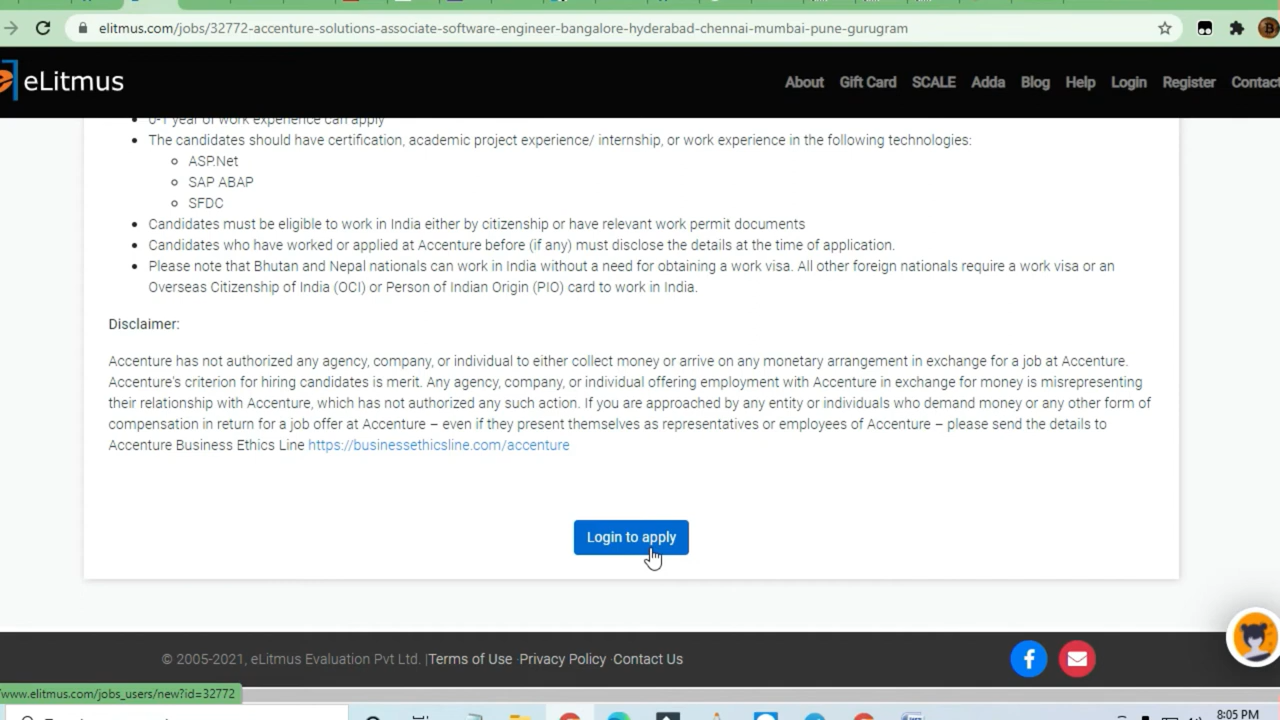 elitmus.com/jobs/32772-accenture-solutions-associate-software-engineer-bangalore-hyderabad-chennai-mumbai-pune-gurugram
eLitmus
About Gift Card SCALE Adda Blog Help Login Register Contact
0-1 year of work experience can apply
The candidates should have certification, academic project experience/ internship, or work experience in the following technologies:
ASP.Net
SAP ABAP
SFDC
Candidates must be eligible to work in India either by citizenship or have relevant work permit documents
Candidates who have worked or applied at Accenture before (if any) must disclose the details at the time of application.
Please note that Bhutan and Nepal nationals can work in India without a need for obtaining a work visa. All other foreign nationals require a work visa or an
Overseas Citizenship of India (OCI) or Person of Indian Origin (PIO) card to work in India.
Disclaimer:
Accenture has not authorized any agency, company, or individual to either collect money or arrive on any monetary arrangement in exchange for a job at Accenture.
Accenture's criterion for hiring candidates is merit. Any agency, company, or individual offering employment with Accenture in exchange for money is misrepresenting
their relationship with Accenture, which has not authorized any such action. If you are approached by any entity or individuals who demand money or any other form of
compensation in return for a job offer at Accenture – even if they present themselves as representatives or employees of Accenture – please send the details to
Accenture Business Ethics Line https://businessethicsline.com/accenture
Login to apply
© 2005-2021, eLitmus Evaluation Pvt Ltd. |Terms of Use ·Privacy Policy ·Contact Us
www.elitmus.com/jobs_users/new?id=32772
8:05 PM